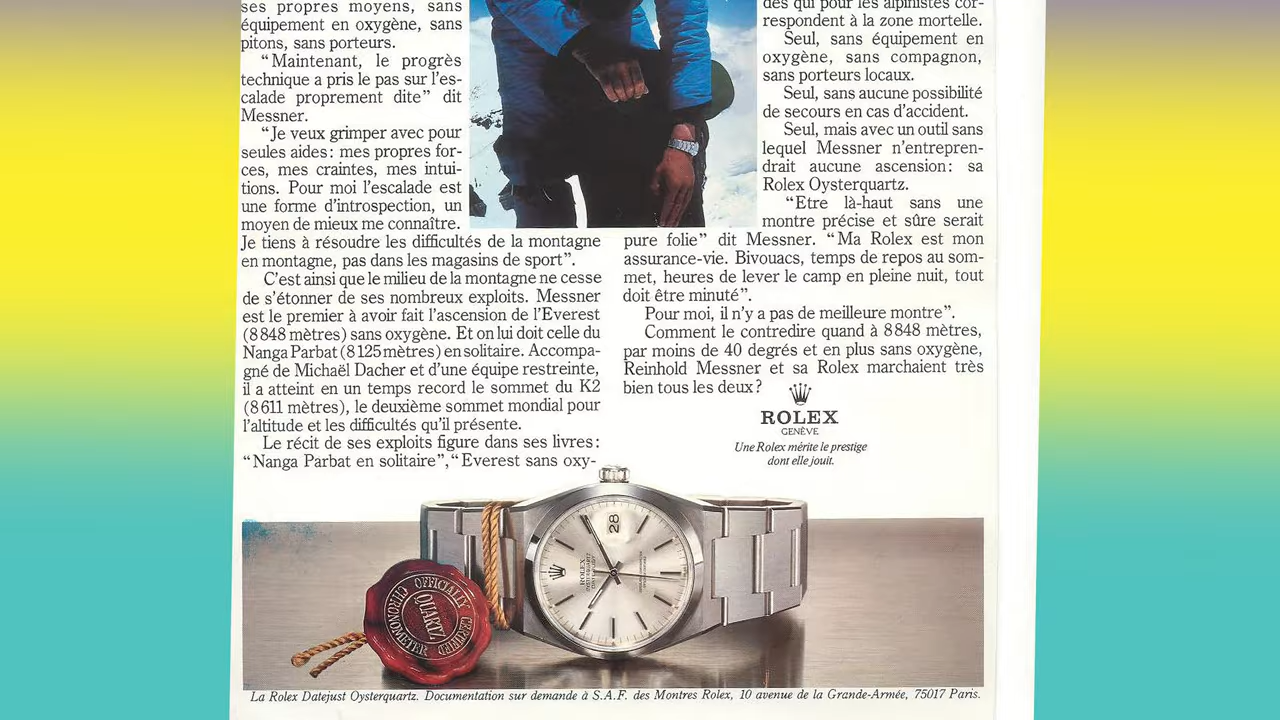 ses propres moyens, sans
équipement en oxygène, sans
pitons, sans porteurs.
“Maintenant, le progrès
technique a pris le pas sur l’es-
calade proprement dite” dit
Messner.
“Je veux grimper avec pour
seules aides: mes propres for-
ces, mes craintes, mes intui-
tions. Pour moi l’escalade est
une forme d’introspection, un
moyen de mieux me connaître.
Je tiens à résoudre les difficultés de la montagne
en montagne, pas dans les magasins de sport”.
C’est ainsi que le milieu de la montagne ne cesse
de s’étonner de ses nombreux exploits. Messner
est le premier à avoir fait l’ascension de l’Everest
(8848 mètres) sans oxygène. Et on lui doit celle du
Nanga Parbat (8125 mètres) en solitaire. Accompa-
gné de Michaël Dacher et d’une équipe restreinte,
il a atteint en un temps record le sommet du K2
(8611 mètres), le deuxième sommet mondial pour
l’altitude et les difficultés qu’il présente.
Le récit de ses exploits figure dans ses livres:
“Nanga Parbat en solitaire”, “Everest sans oxy-
des qui pour les alpinistes cor-
respondent à la zone mortelle.
Seul, sans équipement en
oxygène, sans compagnon,
sans porteurs locaux.
Seul, sans aucune possibilité
de secours en cas d’accident.
Seul, mais avec un outil sans
lequel Messner n’entrepren-
drait aucune ascension: sa
Rolex Oysterquartz.
“Etre là-haut sans une
montre précise et sûre serait
pure folie” dit Messner. “Ma Rolex est mon
assurance-vie. Bivouacs, temps de repos au som-
met, heures de lever le camp en pleine nuit, tout
doit être minuté”.
Pour moi, il n’y a pas de meilleure montre”.
Comment le contredire quand à 8848 mètres,
par moins de 40 degrés et en plus sans oxygène,
Reinhold Messner et sa Rolex marchaient très
bien tous les deux?
ROLEX
GENÈVE
Une Rolex mérite le prestige
dont elle jouit.
28
ROLEX
OFFICIALLY CERTIFIED CHRONOMETER
QUARTZ
La Rolex Datejust Oysterquartz. Documentation sur demande à S.A.F. des Montres Rolex, 10 avenue de la Grande-Armée, 75017 Paris.